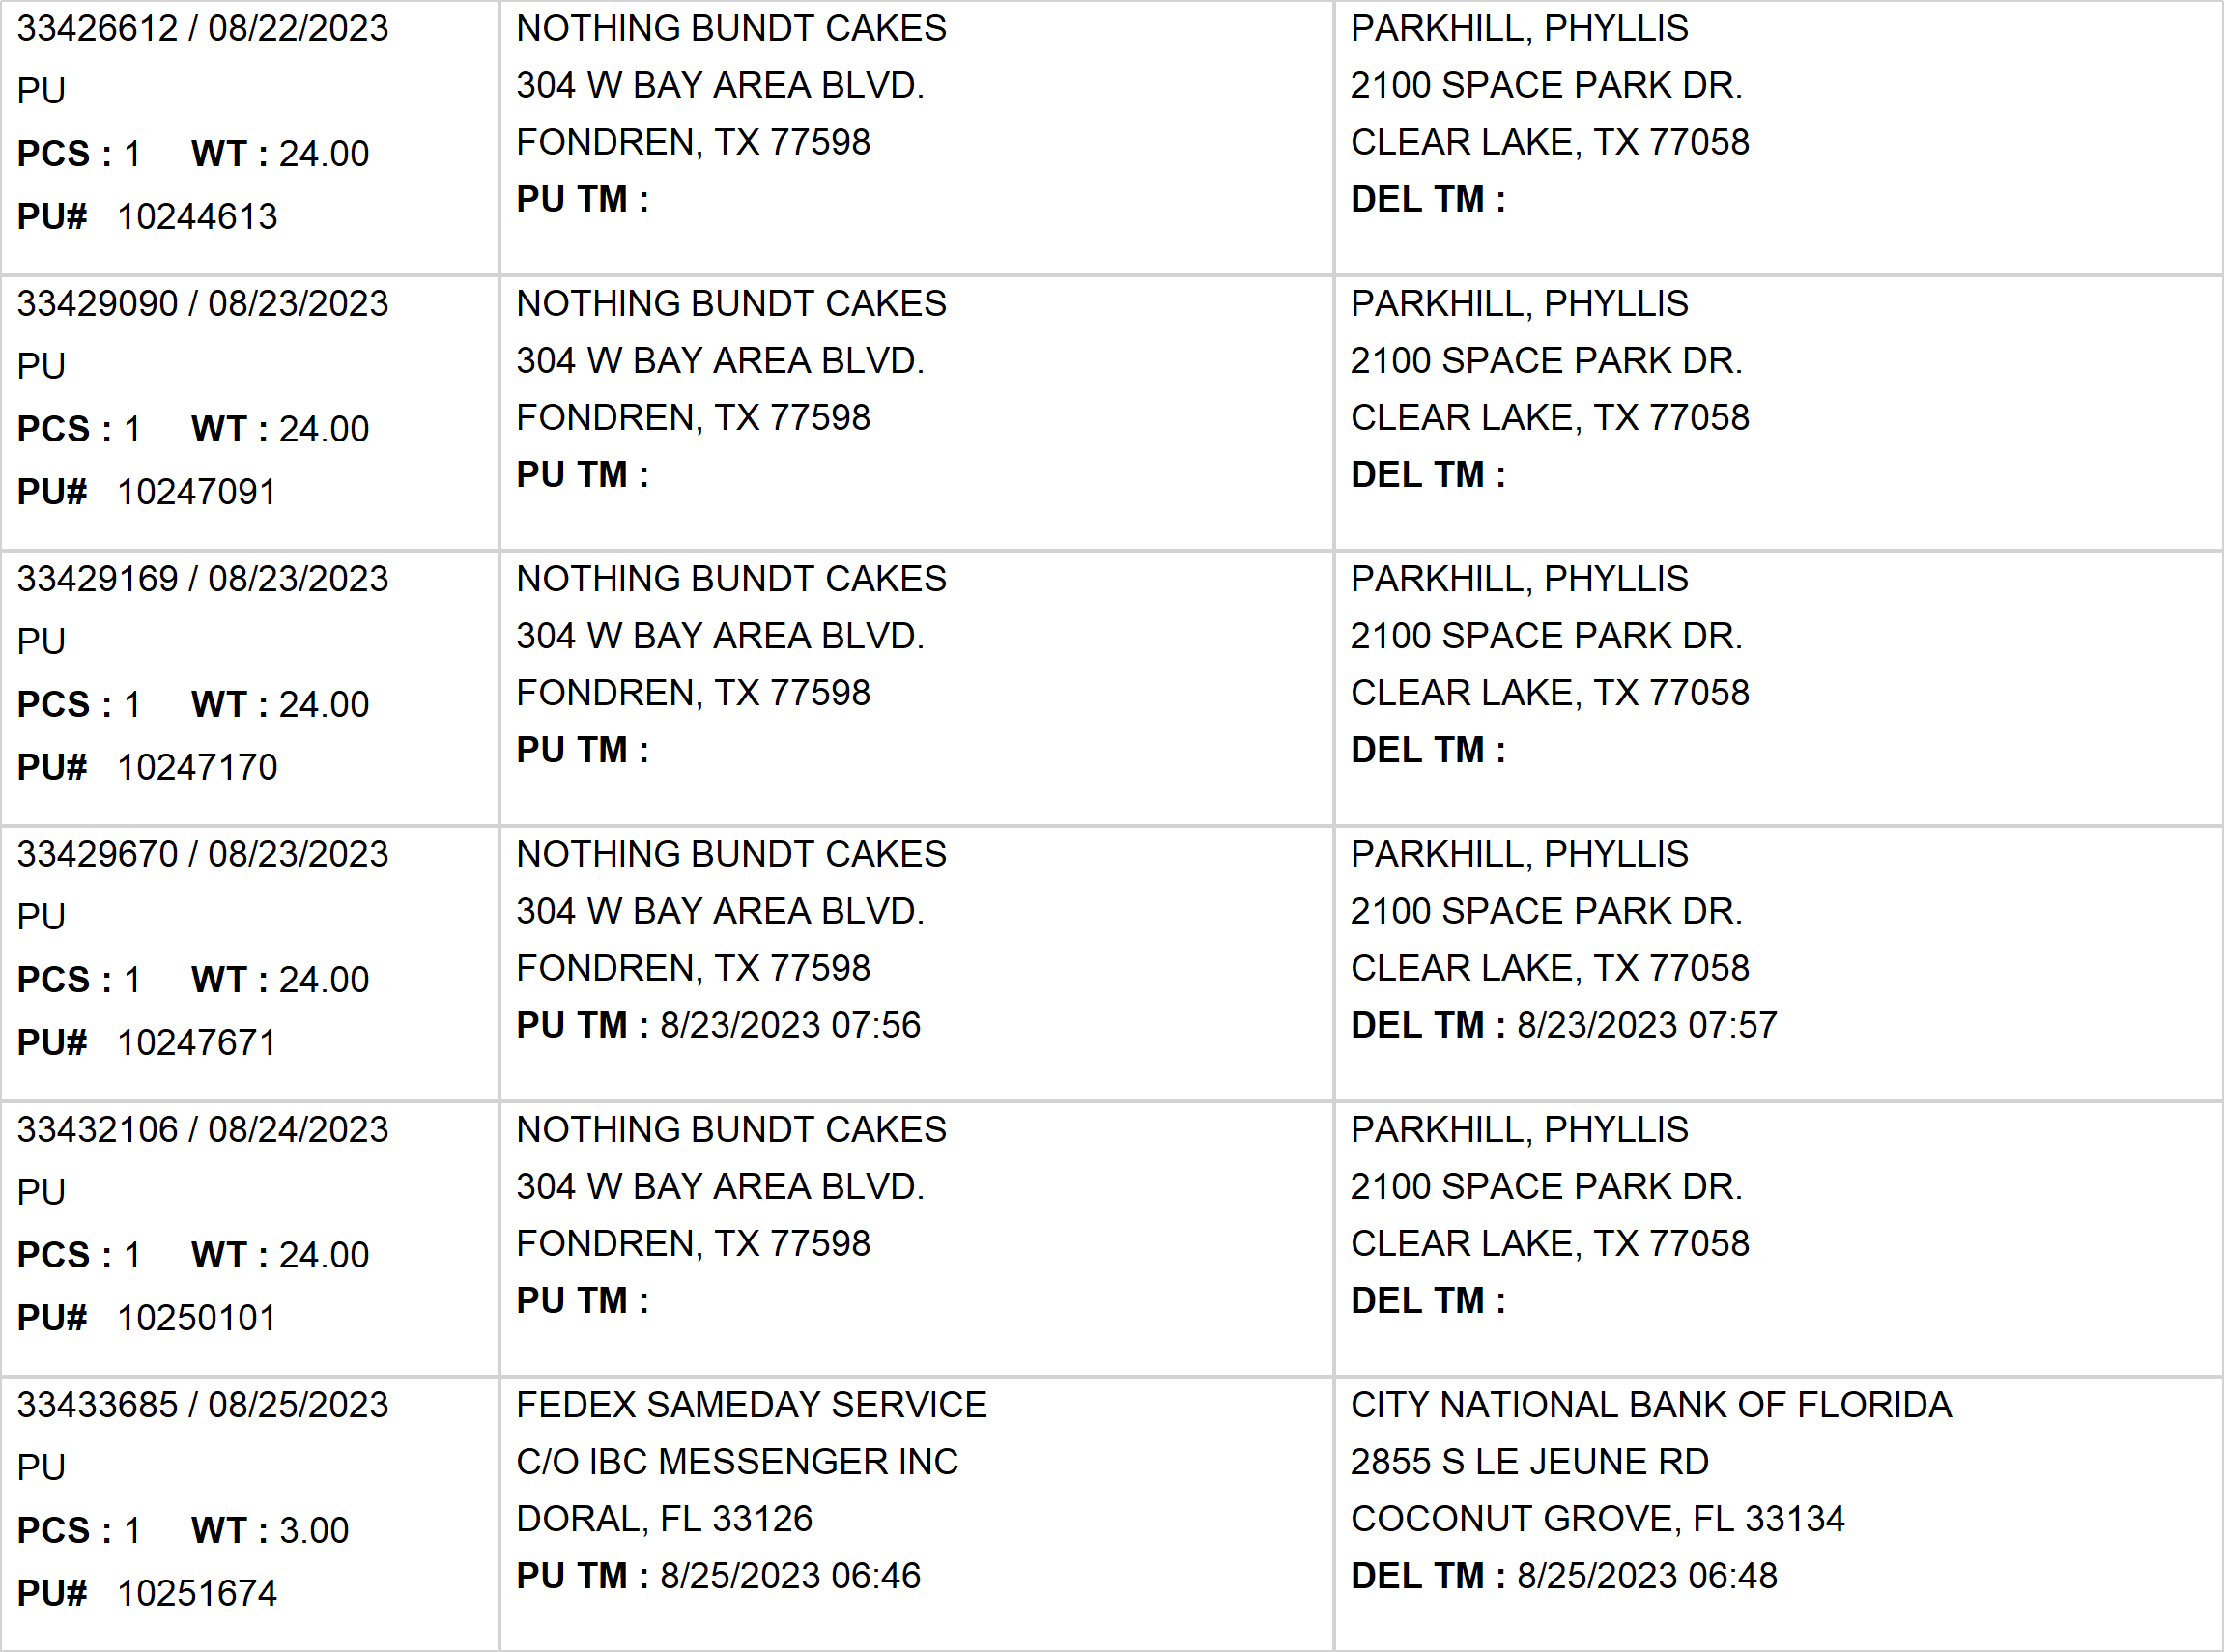 33426612 / 08/22/2023
PU
PCS : 1 WT : 24.00
PU# 10244613
NOTHING BUNDT CAKES
304 W BAY AREA BLVD.
FONDREN, TX 77598
PU TM :
PARKHILL, PHYLLIS
2100 SPACE PARK DR.
CLEAR LAKE, TX 77058
DEL TM :
33429090 / 08/23/2023
PU
PCS : 1 WT : 24.00
PU# 10247091
NOTHING BUNDT CAKES
304 W BAY AREA BLVD.
FONDREN, TX 77598
PU TM :
PARKHILL, PHYLLIS
2100 SPACE PARK DR.
CLEAR LAKE, TX 77058
DEL TM :
33429169 / 08/23/2023
PU
PCS : 1 WT : 24.00
PU# 10247170
NOTHING BUNDT CAKES
304 W BAY AREA BLVD.
FONDREN, TX 77598
PU TM :
PARKHILL, PHYLLIS
2100 SPACE PARK DR.
CLEAR LAKE, TX 77058
DEL TM :
33429670 / 08/23/2023
PU
PCS : 1 WT : 24.00
PU# 10247671
NOTHING BUNDT CAKES
304 W BAY AREA BLVD.
FONDREN, TX 77598
PU TM : 8/23/2023 07:56
PARKHILL, PHYLLIS
2100 SPACE PARK DR.
CLEAR LAKE, TX 77058
DEL TM : 8/23/2023 07:57
33432106 / 08/24/2023
PU
PCS : 1 WT : 24.00
PU# 10250101
NOTHING BUNDT CAKES
304 W BAY AREA BLVD.
FONDREN, TX 77598
PU TM :
PARKHILL, PHYLLIS
2100 SPACE PARK DR.
CLEAR LAKE, TX 77058
DEL TM :
33433685 / 08/25/2023
PU
PCS : 1 WT : 3.00
PU# 10251674
FEDEX SAMEDAY SERVICE
C/O IBC MESSENGER INC
DORAL, FL 33126
PU TM : 8/25/2023 06:46
CITY NATIONAL BANK OF FLORIDA
2855 S LE JEUNE RD
COCONUT GROVE, FL 33134
DEL TM : 8/25/2023 06:48